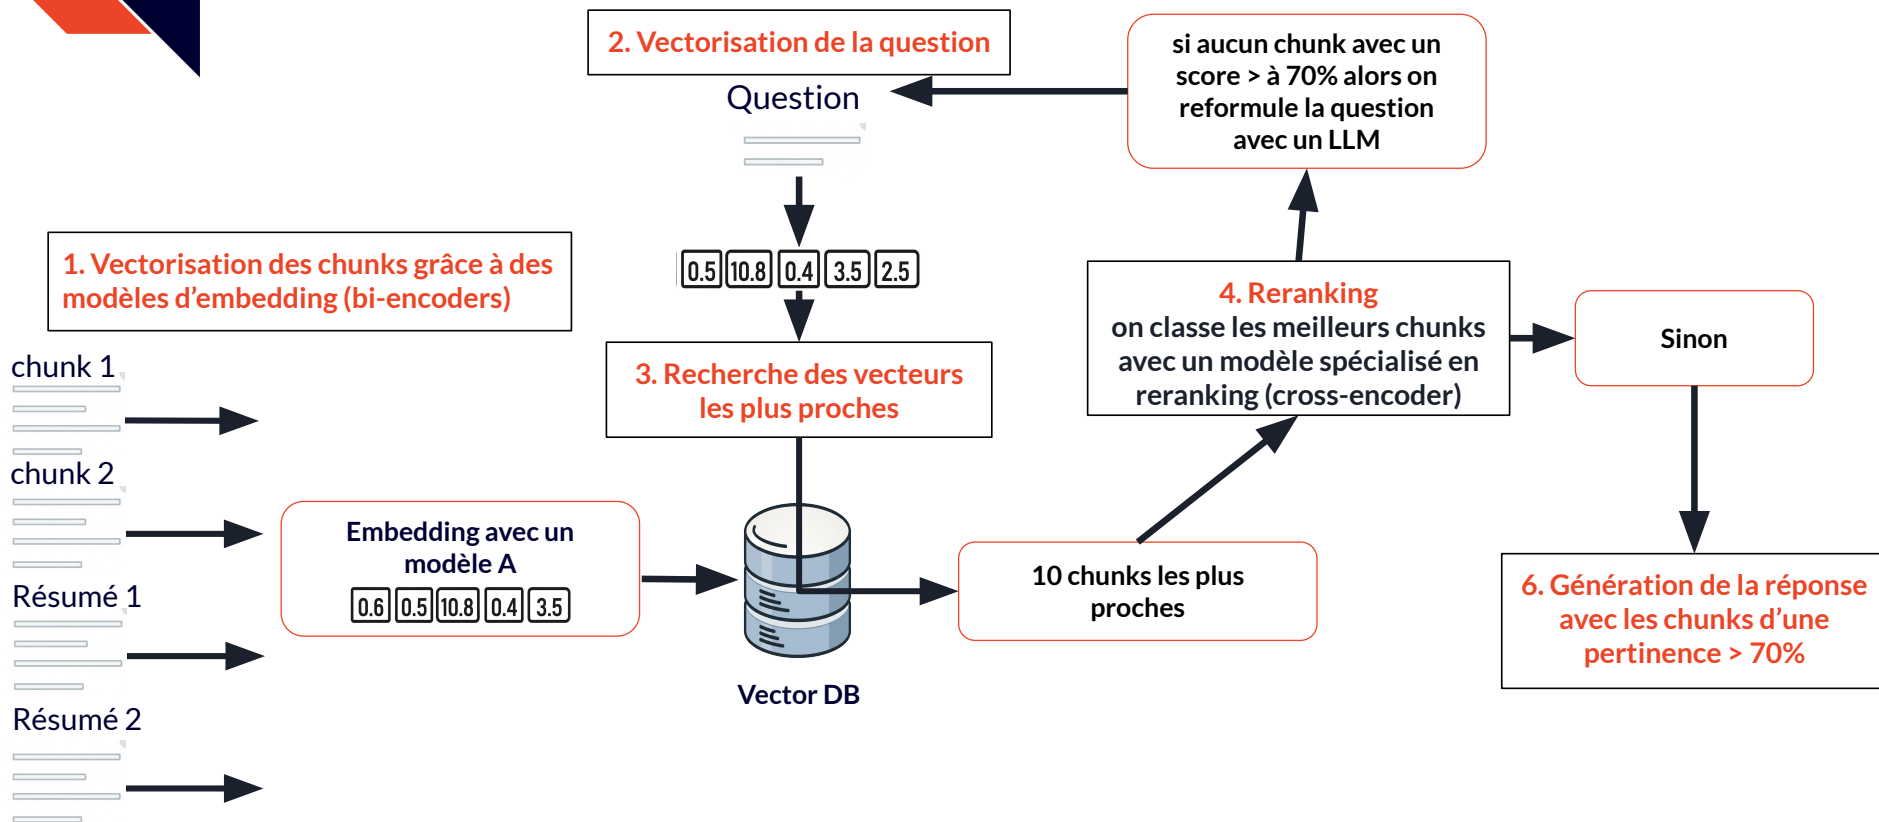 2. Vectorisation de la question
Question
0.5 10.8 0.4 3.5 2.5
si aucun chunk avec un
score > à 70% alors on
reformule la question
avec un LLM
1. Vectorisation des chunks grâce à des
modèles d'embedding (bi-encoders)
chunk 1
chunk 2
Résumé 1
Résumé 2
Embedding avec un
modèle A
0.6 0.5 10.8 0.4 3.5
3. Recherche des vecteurs
les plus proches
Vector DB
10 chunks les plus
proches
4. Reranking
on classe les meilleurs chunks
avec un modèle spécialisé en
reranking (cross-encoder)
Sinon
6. Génération de la réponse
avec les chunks d'une
pertinence > 70%